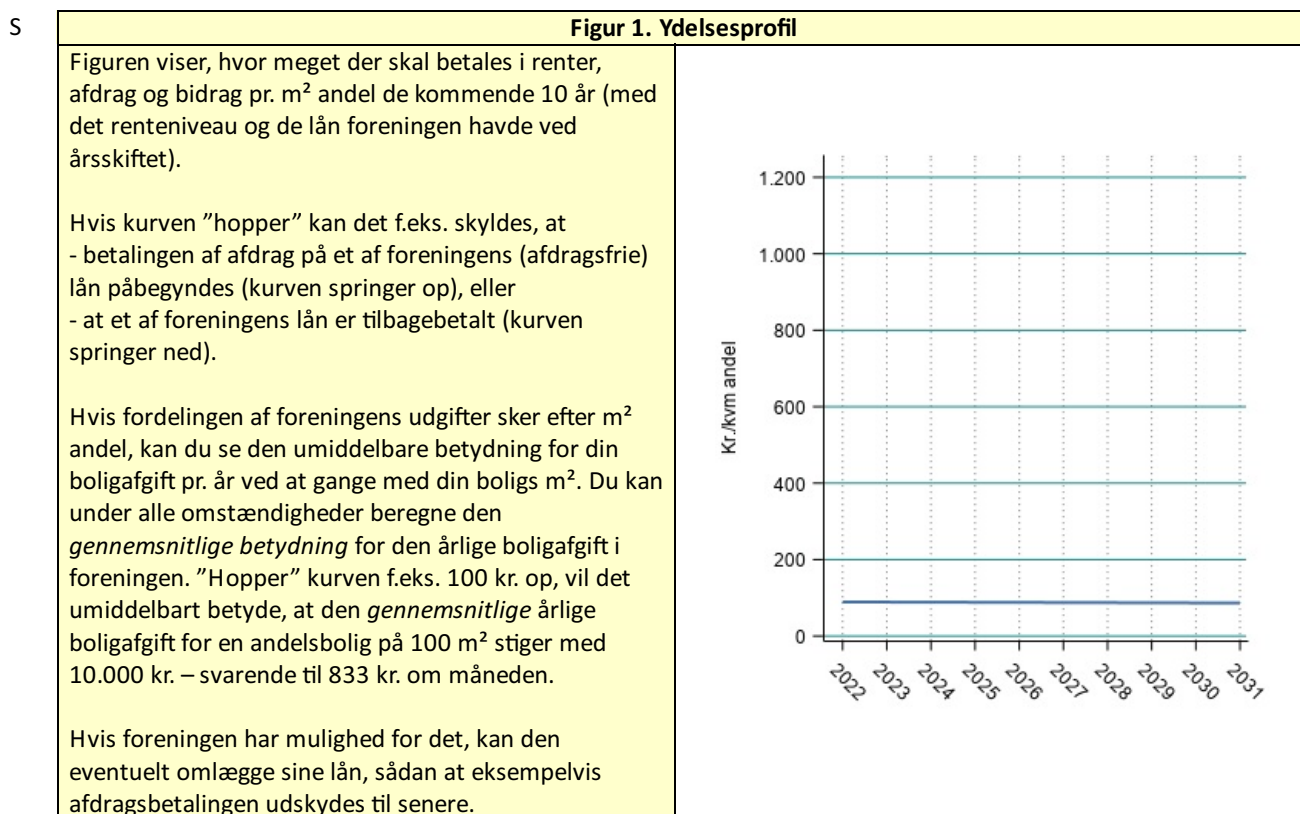 S
Figur 1. Ydelsesprofil
Figuren viser, hvor meget der skal betales i renter,
afdrag og bidrag pr. m² andel de kommende 10 år (med
det renteniveau og de lån foreningen havde ved
årsskiftet).
Hvis kurven ”hopper” kan det f.eks. skyldes, at
- betalingen af afdrag på et af foreningens (afdragsfrie)
lån påbegyndes (kurven springer op), eller
- at et af foreningens lån er tilbagebetalt (kurven
springer ned).
Hvis fordelingen af foreningens udgifter sker efter m²
andel, kan du se den umiddelbare betydning for din
boligafgift pr. år ved at gange med din boligs m². Du kan
under alle omstændigheder beregne den
gennemsnitlige betydning for den årlige boligafgift i
foreningen. ”Hopper” kurven f.eks. 100 kr. op, vil det
umiddelbart betyde, at den gennemsnitlige årlige
boligafgift for en andelsbolig på 100 m² stiger med
10.000 kr. – svarende til 833 kr. om måneden.
Hvis foreningen har mulighed for det, kan den
eventuelt omlægge sine lån, sådan at eksempelvis
afdragsbetalingen udskydes til senere.
Kr./kvm andel
1.200
1.000
800
600
400
200
0
2022 2023 2024 2025 2026 2027 2028 2029 2030 2031